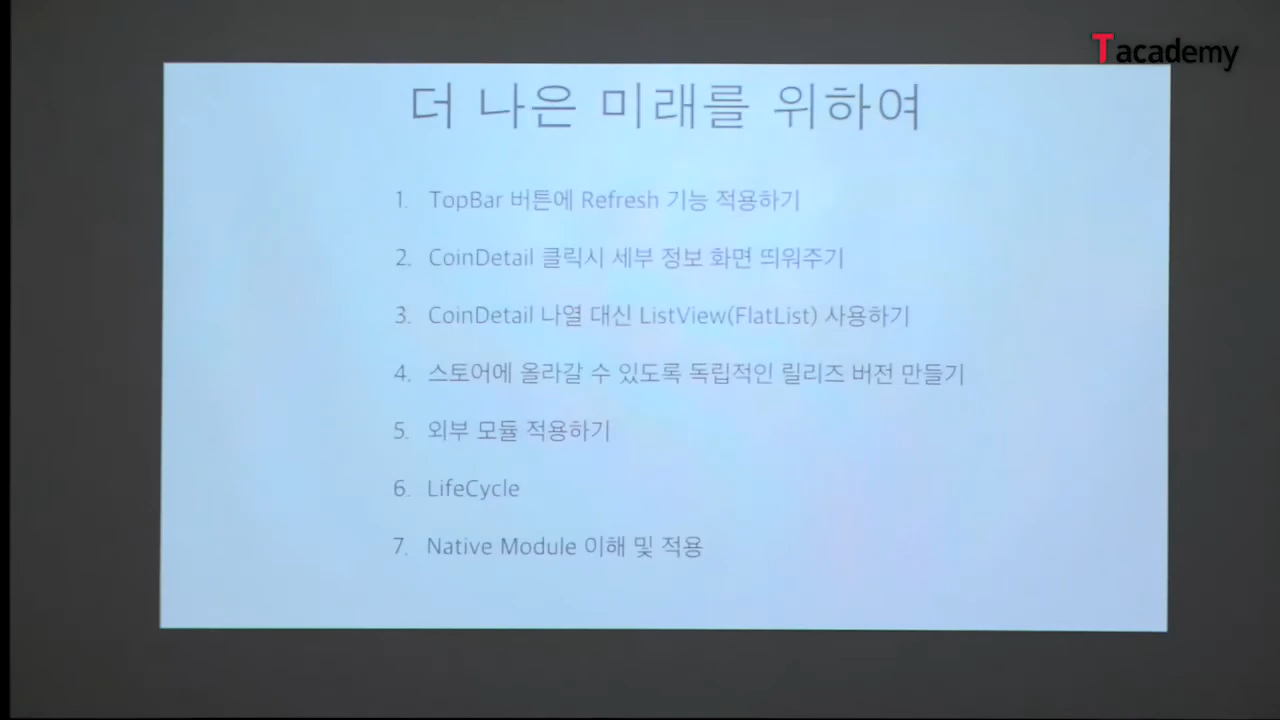 Tacademy
더 나은 미래를 위하여
1. TopBar 버튼에 Refresh 기능 적용하기
2. CoinDetail 클릭시 세부 정보 화면 띄워주기
3. CoinDetail 나열 대신 ListView(FlatList) 사용하기
4. 스토어에 올라갈 수 있도록 독립적인 릴리즈 버전 만들기
5. 외부 모듈 적용하기
6. LifeCycle
7. Native Module 이해 및 적용